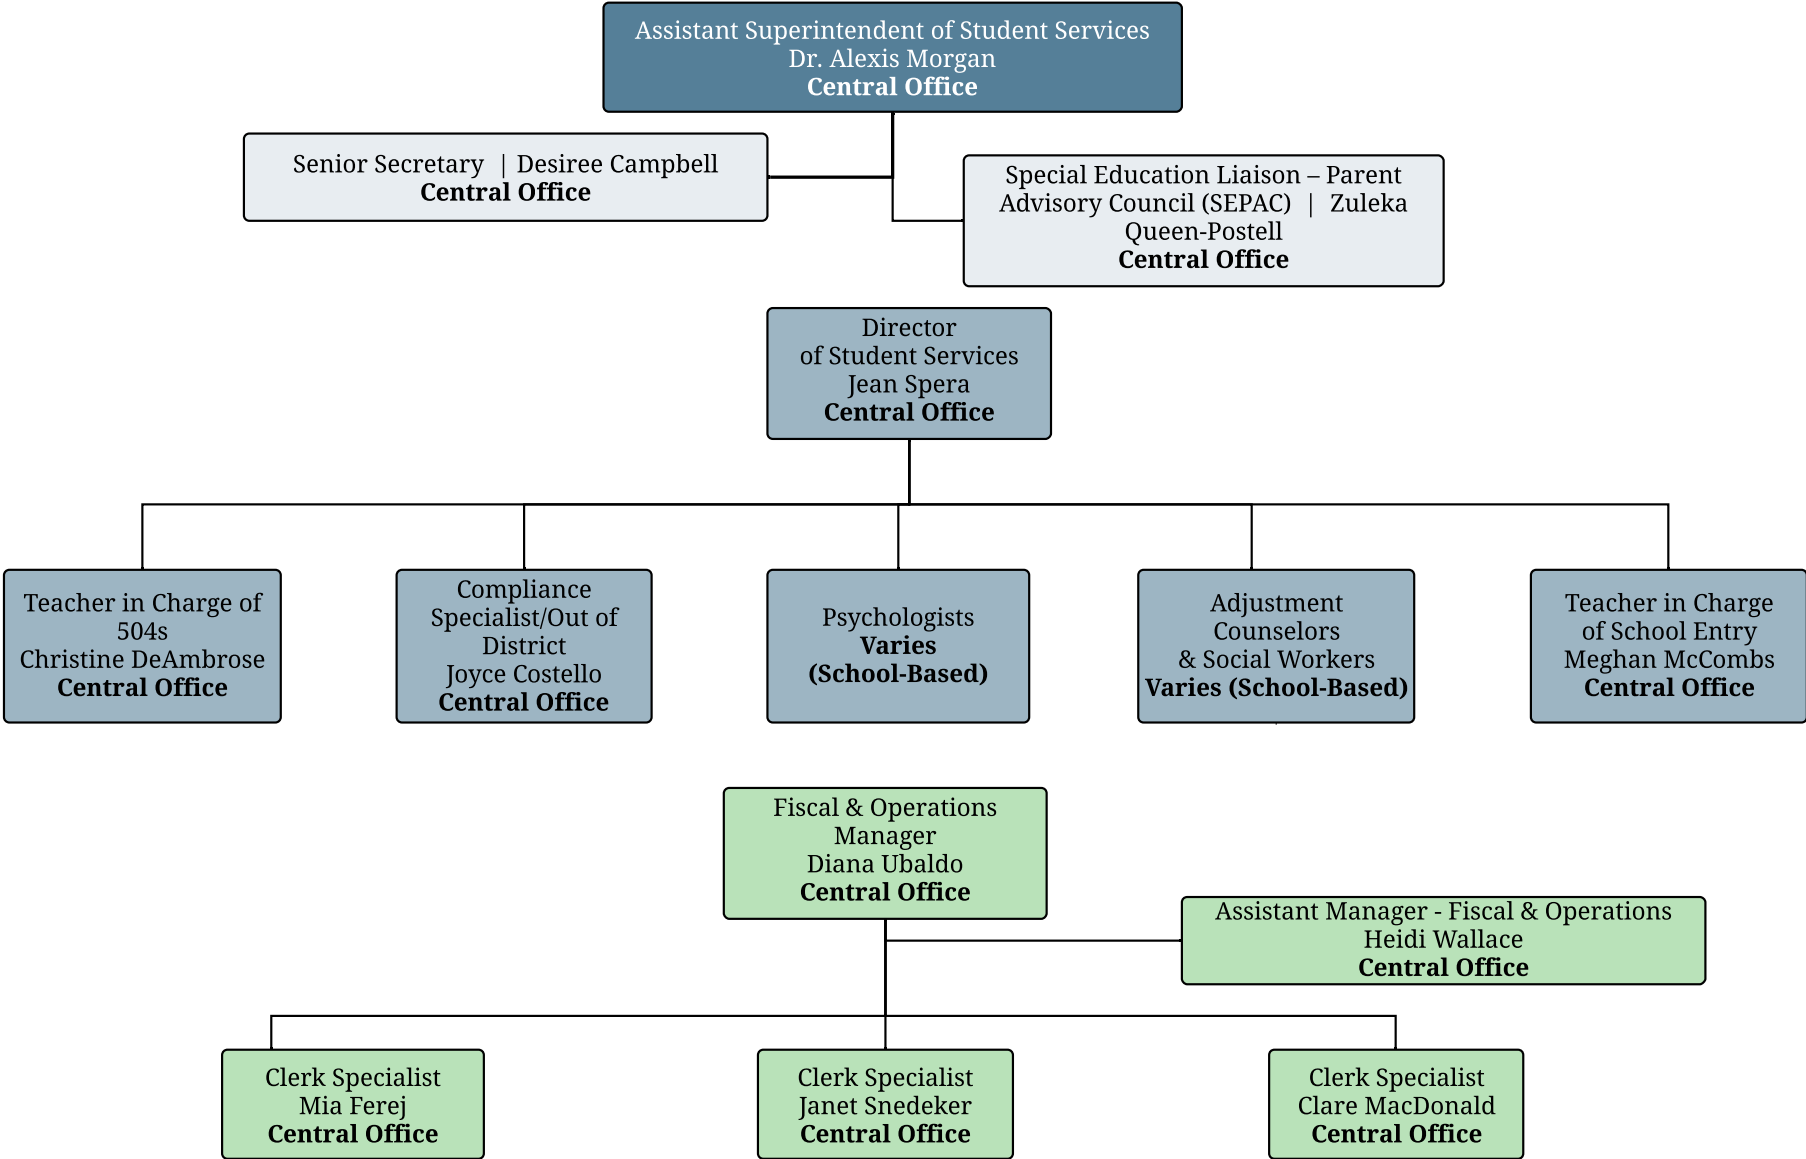 Assistant Superintendent of Student Services
Dr. Alexis Morgan
Central Office
Senior Secretary  | Desiree Campbell
Central Office
Special Education Liaison – Parent
Advisory Council (SEPAC)  |  Zuleka
Queen-Postell
Central Office
Director
of Student Services
Jean Spera
Central Office
Teacher in Charge of
504s
Christine DeAmbrose
Central Office
Compliance
Specialist/Out of
District
Joyce Costello
Central Office
Psychologists
Varies
(School-Based)
Adjustment
Counselors
& Social Workers
Varies (School-Based)
Teacher in Charge
of School Entry
Meghan McCombs
Central Office
Fiscal & Operations
Manager
Diana Ubaldo
Central Office
Assistant Manager - Fiscal & Operations
Heidi Wallace
Central Office
Clerk Specialist
Mia Ferej
Central Office
Clerk Specialist
Janet Snedeker
Central Office
Clerk Specialist
Clare MacDonald
Central Office